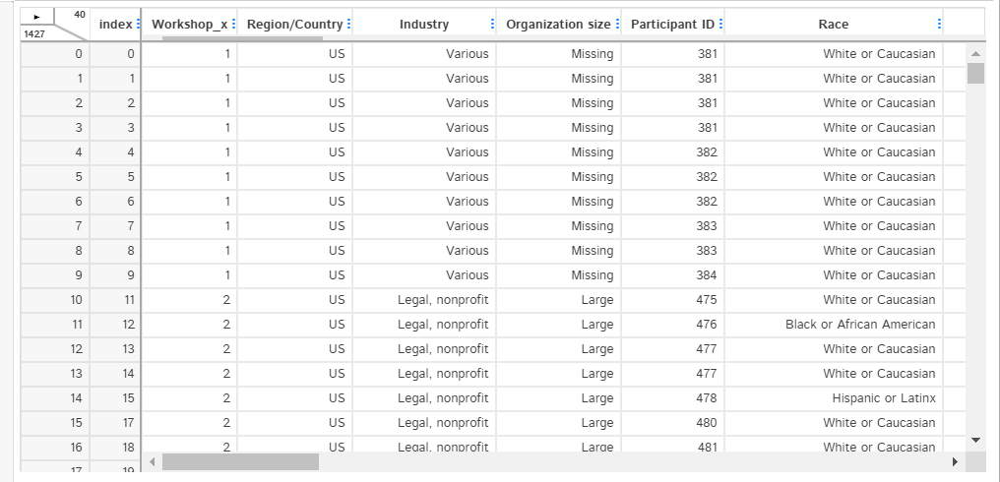 ► 40
1427 index Workshop_x Region/Country Industry Organization size Participant ID Race
0 0 1 US Various Missing 381 White or Caucasian
1 1 1 US Various Missing 381 White or Caucasian
2 2 1 US Various Missing 381 White or Caucasian
3 3 1 US Various Missing 381 White or Caucasian
4 4 1 US Various Missing 382 White or Caucasian
5 5 1 US Various Missing 382 White or Caucasian
6 6 1 US Various Missing 382 White or Caucasian
7 7 1 US Various Missing 383 White or Caucasian
8 8 1 US Various Missing 383 White or Caucasian
9 9 1 US Various Missing 384 White or Caucasian
10 11 2 US Legal, nonprofit Large 475 White or Caucasian
11 12 2 US Legal, nonprofit Large 476 Black or African American
12 13 2 US Legal, nonprofit Large 477 White or Caucasian
13 14 2 US Legal, nonprofit Large 477 White or Caucasian
14 15 2 US Legal, nonprofit Large 478 Hispanic or Latinx
15 17 2 US Legal, nonprofit Large 480 White or Caucasian
16 18 2 US Legal, nonprofit Large 481 White or Caucasian
17 19